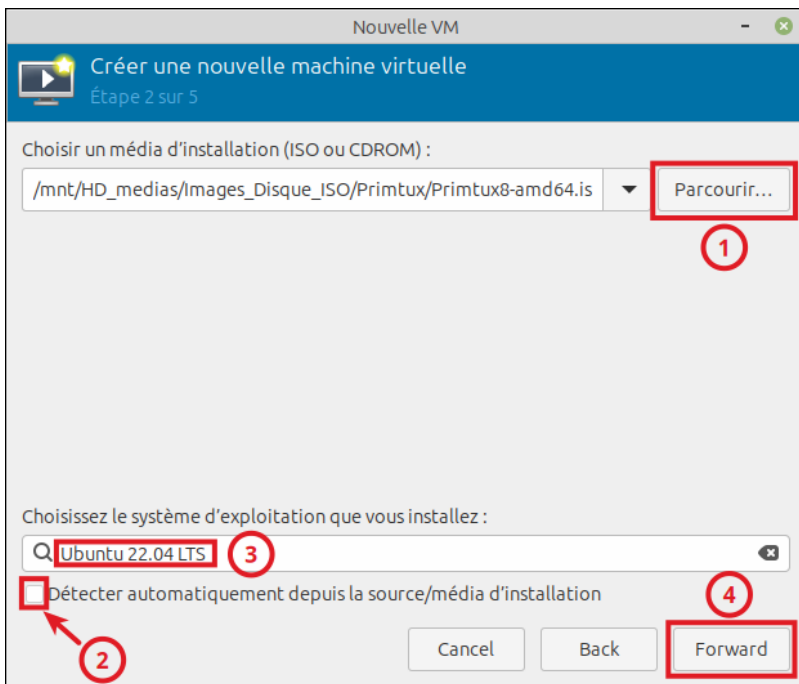 Nouvelle VM
Créer une nouvelle machine virtuelle
Étape 2 sur 5
Choisir un média d'installation (ISO ou CDROM) :
/mnt/HD_medias/Images_Disque_ISO/Primtux/Primtux8-amd64.is Parcourir...
1
Choisissez le système d'exploitation que vous installez :
Ubuntu 22.04 LTS 3
Détecter automatiquement depuis la source/média d'installation 4
2 Cancel Back Forward